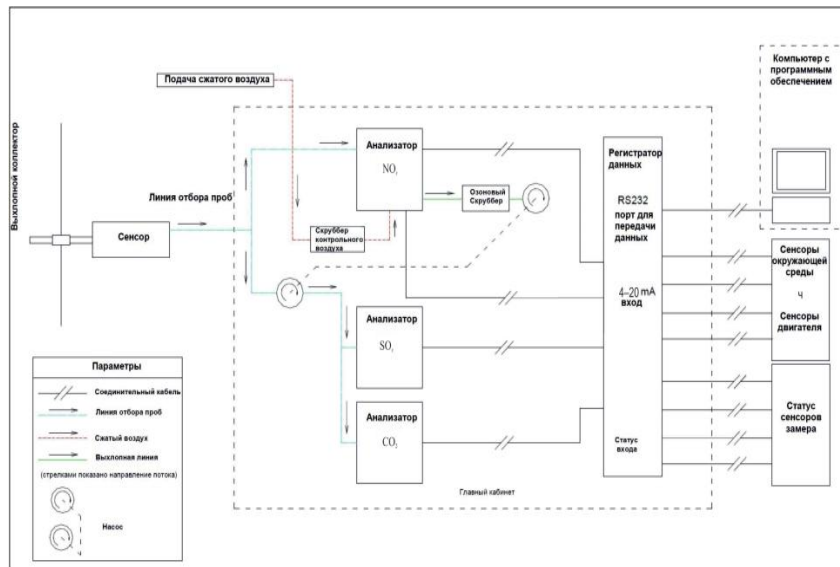 Выхлопной коллектор
Подача сжатого воздуха
Линия отбора проб
Сенсор
Анализатор
NOₓ
Озоновый
Скруббер
Скруббер
контрольного
воздуха
Анализатор
SO₂
Анализатор
CO₂
Регистратор
данных
RS232
порт для
передачи
данных
4–20 mA
вход
Статус
входа
Главный кабинет
Компьютер с
программным
обеспечением
Сенсоры
окружающей
среды
Ч
Сенсоры
двигателя
Статус
сенсоров
замера
Параметры
Соединительный кабель
Линия отбора проб
Сжатый воздух
Выхлопная линия
(стрелками показано направление потока)
Насос